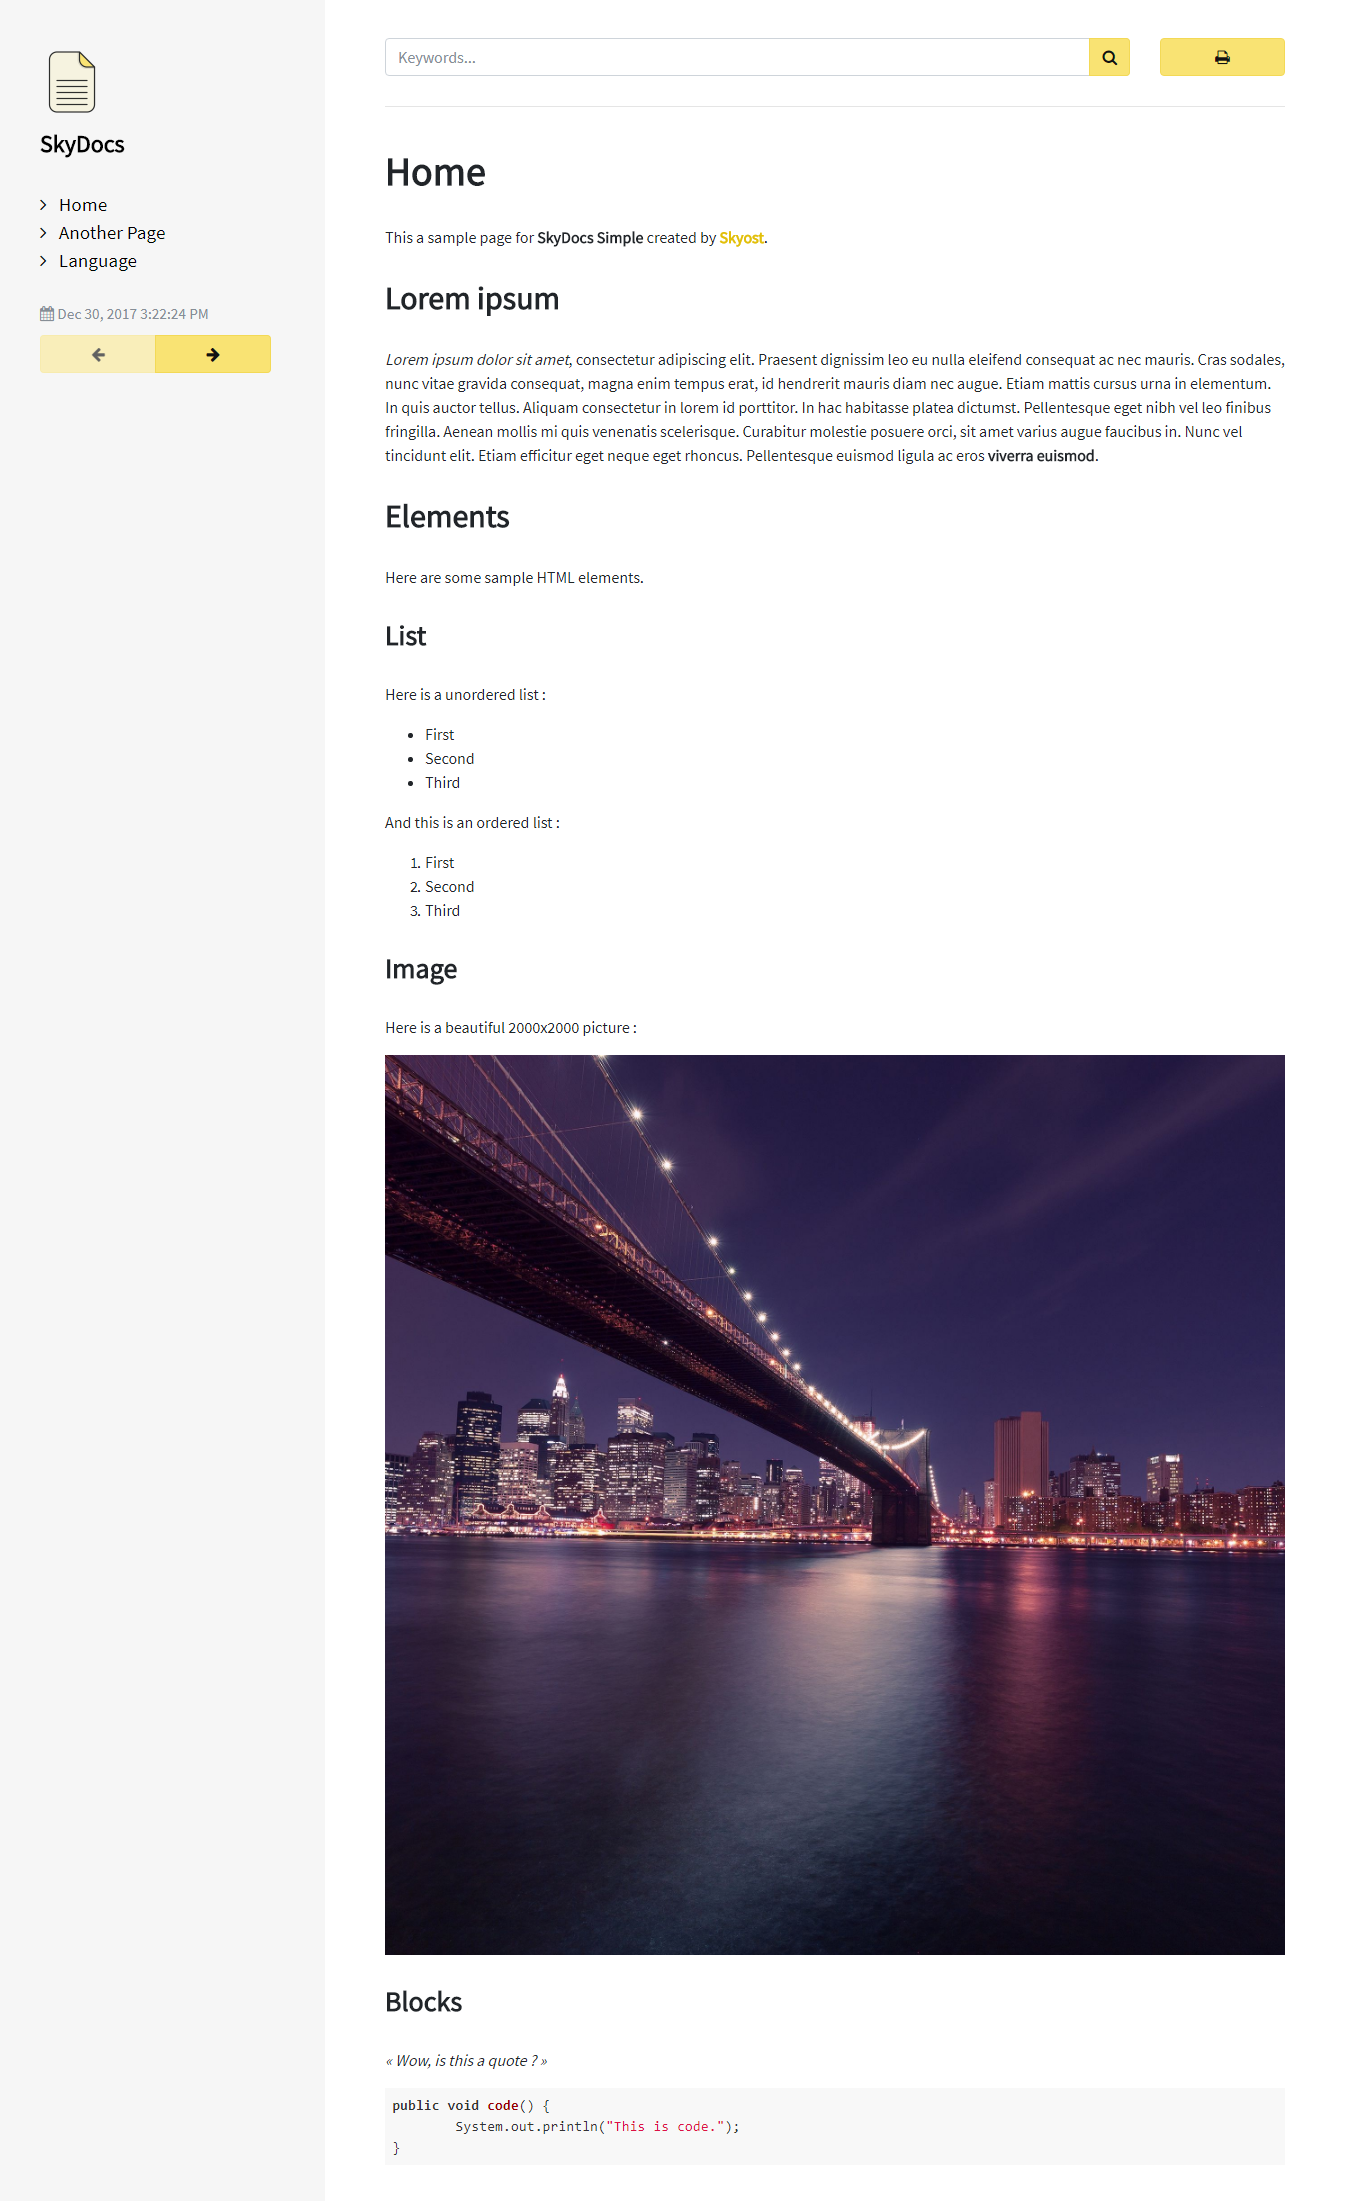 SkyDocs
Home
Another Page
Language
Dec 30, 2017 3:22:24 PM
Keywords...
Home
This a sample page for SkyDocs Simple created by Skyost.
Lorem ipsum
Lorem ipsum dolor sit amet, consectetur adipiscing elit. Praesent dignissim leo eu nulla eleifend consequat ac nec mauris. Cras sodales,
nunc vitae gravida consequat, magna enim tempus erat, id hendrerit mauris diam nec augue. Etiam mattis cursus urna in elementum.
In quis auctor tellus. Aliquam consectetur in lorem id porttitor. In hac habitasse platea dictumst. Pellentesque eget nibh vel leo finibus
fringilla. Aenean mollis mi quis venenatis scelerisque. Curabitur molestie posuere orci, sit amet varius augue faucibus in. Nunc vel
tincidunt elit. Etiam efficitur eget neque eget rhoncus. Pellentesque euismod ligula ac eros viverra euismod.
Elements
Here are some sample HTML elements.
List
Here is a unordered list :
• First
• Second
• Third
And this is an ordered list :
1. First
2. Second
3. Third
Image
Here is a beautiful 2000x2000 picture :
Blocks
« Wow, is this a quote ? »
public void code() {
System.out.println("This is code.");
}